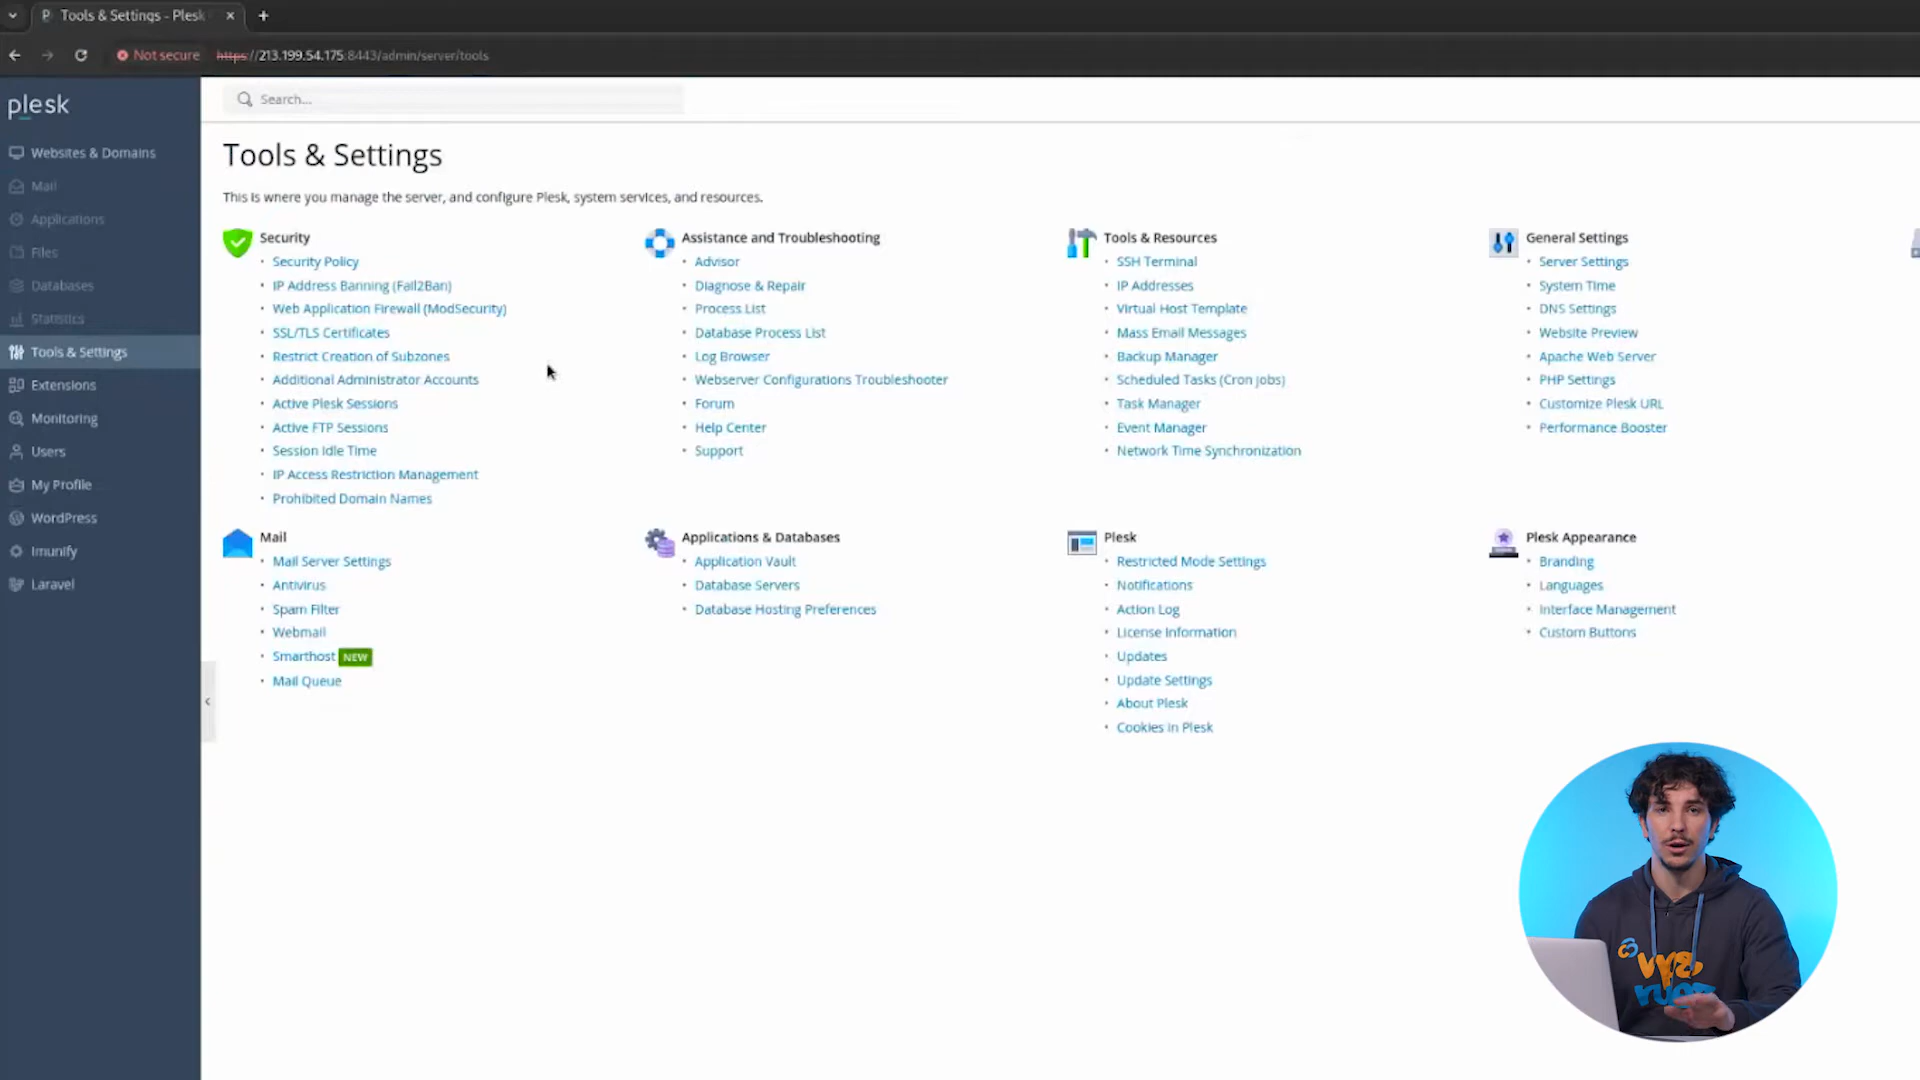 Tools & Settings - Plesk
Not secure https://213.199.54.175:8443/admin/server/tools
plesk
Search...
Websites & Domains
Mail
Applications
Files
Databases
Statistics
Tools & Settings
Extensions
Monitoring
Users
My Profile
WordPress
Imunify
Laravel
Tools & Settings
This is where you manage the server, and configure Plesk, system services, and resources.
Security
Security Policy
IP Address Banning (Fail2Ban)
Web Application Firewall (ModSecurity)
SSL/TLS Certificates
Restrict Creation of Subzones
Additional Administrator Accounts
Active Plesk Sessions
Active FTP Sessions
Session Idle Time
IP Access Restriction Management
Prohibited Domain Names
Assistance and Troubleshooting
Advisor
Diagnose & Repair
Process List
Database Process List
Log Browser
Webserver Configurations Troubleshooter
Forum
Help Center
Support
Tools & Resources
SSH Terminal
IP Addresses
Virtual Host Template
Mass Email Messages
Backup Manager
Scheduled Tasks (Cron jobs)
Task Manager
Event Manager
Network Time Synchronization
General Settings
Server Settings
System Time
DNS Settings
Website Preview
Apache Web Server
PHP Settings
Customize Plesk URL
Performance Booster
Mail
Mail Server Settings
Antivirus
Spam Filter
Webmail
Smarthost NEW
Mail Queue
Applications & Databases
Application Vault
Database Servers
Database Hosting Preferences
Plesk
Restricted Mode Settings
Notifications
Action Log
License Information
Updates
Update Settings
About Plesk
Cookies in Plesk
Plesk Appearance
Branding
Languages
Interface Management
Custom Buttons